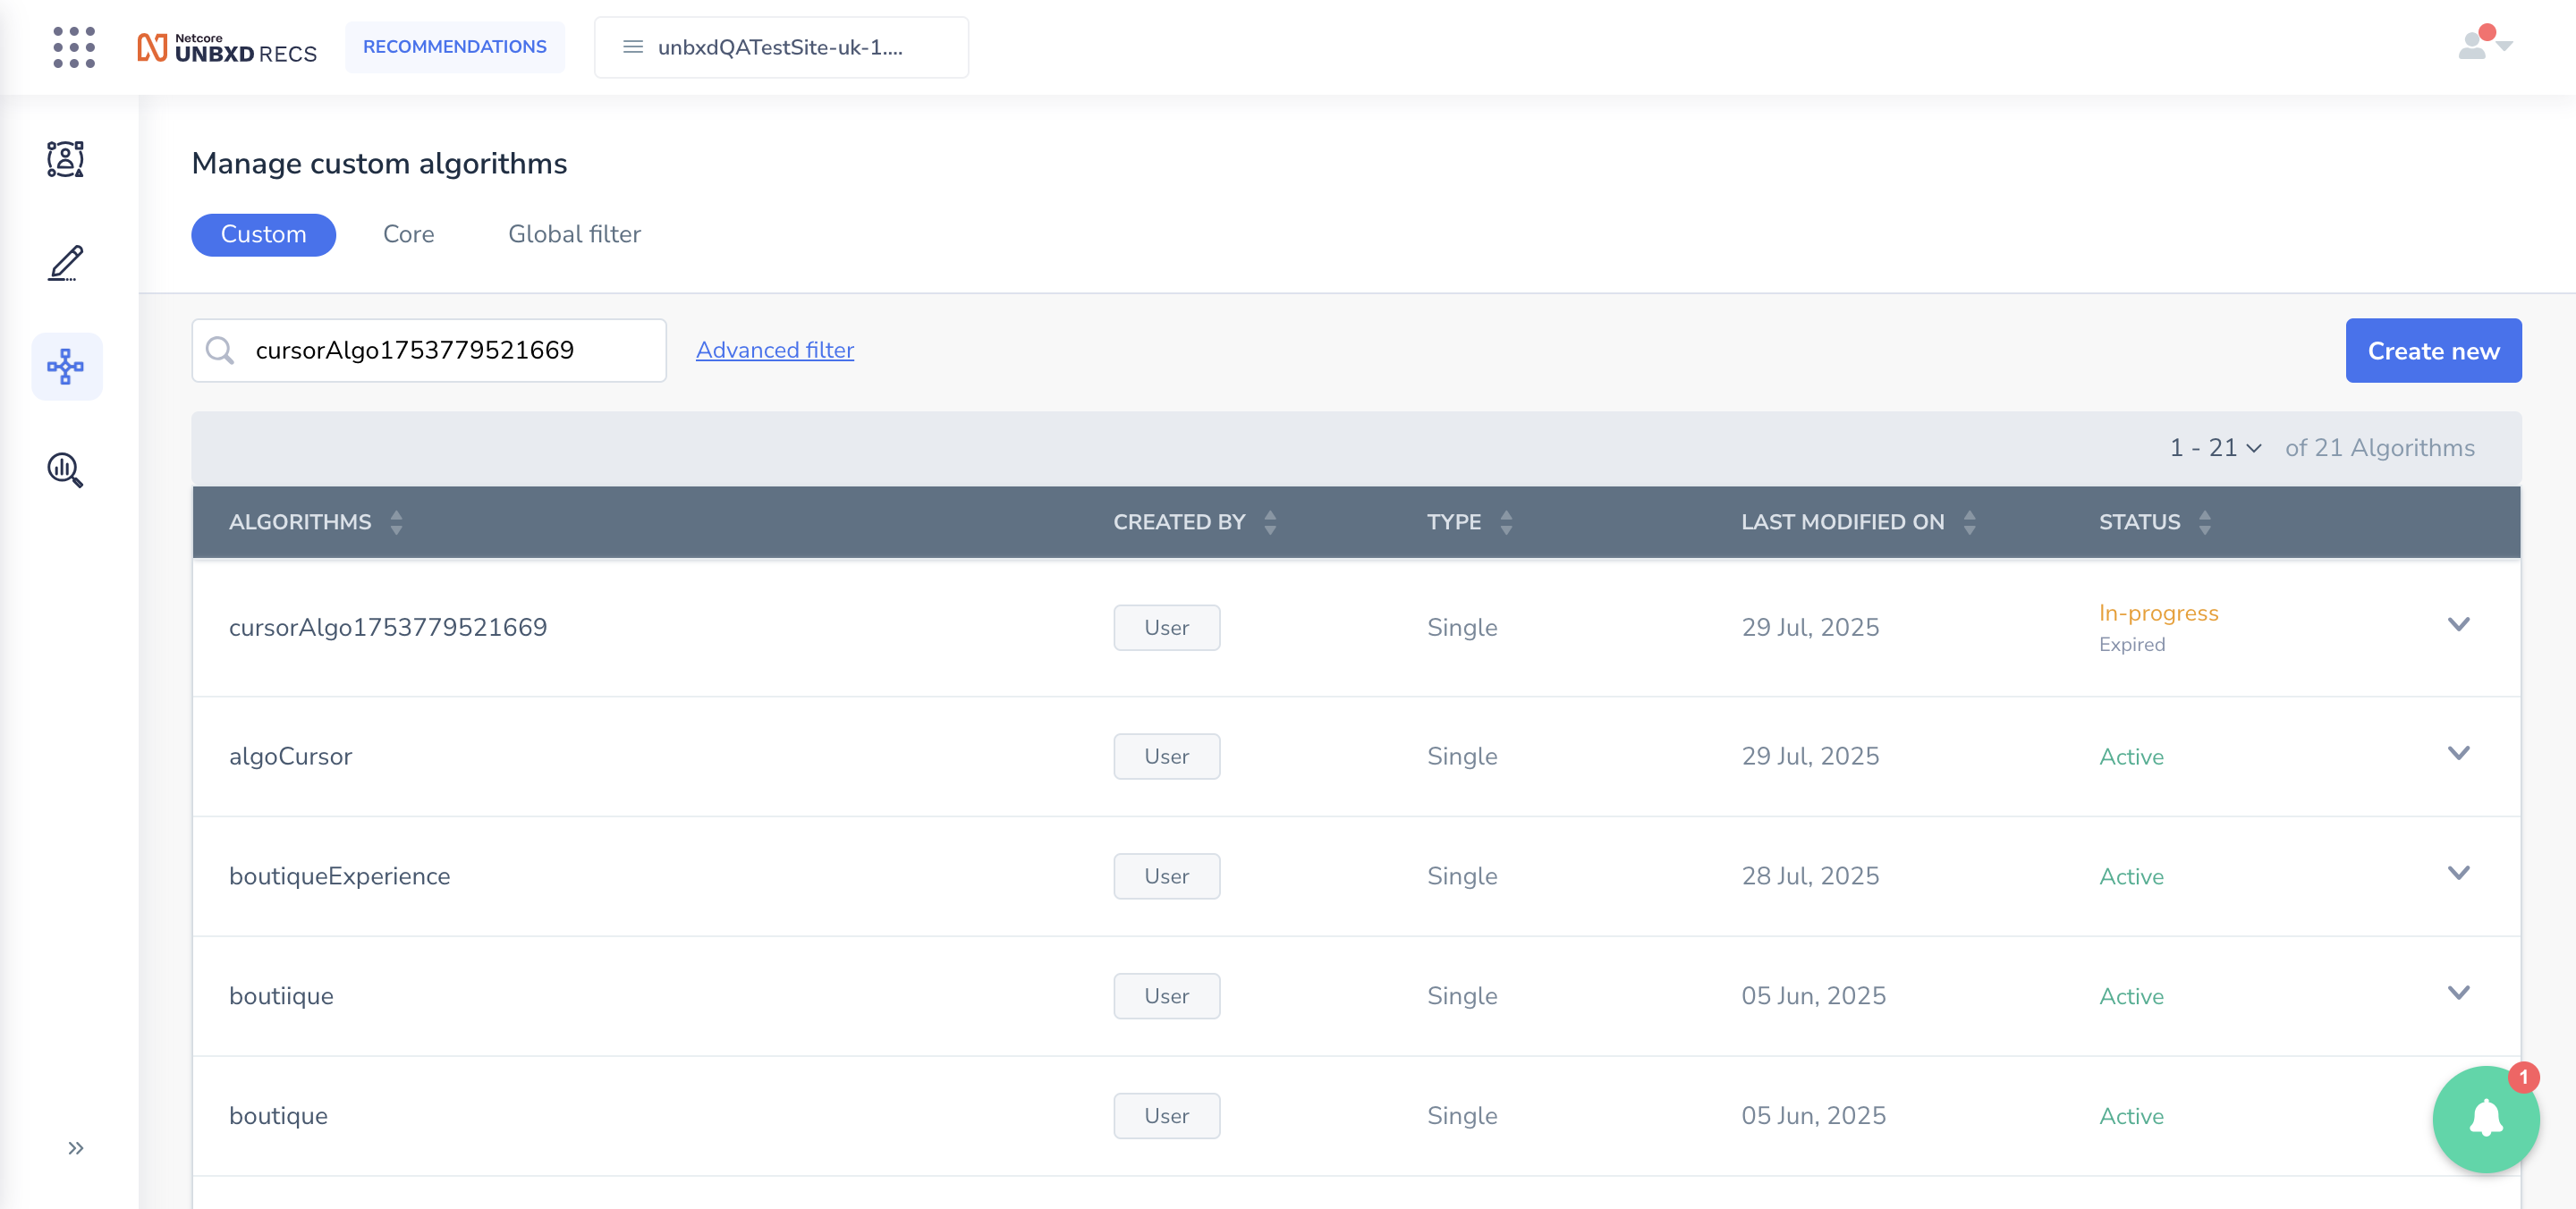 Netcore
UNBXD RECS
RECOMMENDATIONS
unbxdQATestSite-uk-1....
Manage custom algorithms
Custom Core Global filter
cursorAlgo1753779521669 Advanced filter Create new
1 - 21 of 21 Algorithms
ALGORITHMS CREATED BY TYPE LAST MODIFIED ON STATUS
cursorAlgo1753779521669 User Single 29 Jul, 2025 In-progress
Expired
algoCursor User Single 29 Jul, 2025 Active
boutiqueExperience User Single 28 Jul, 2025 Active
boutiique User Single 05 Jun, 2025 Active
boutique User Single 05 Jun, 2025 Active
1